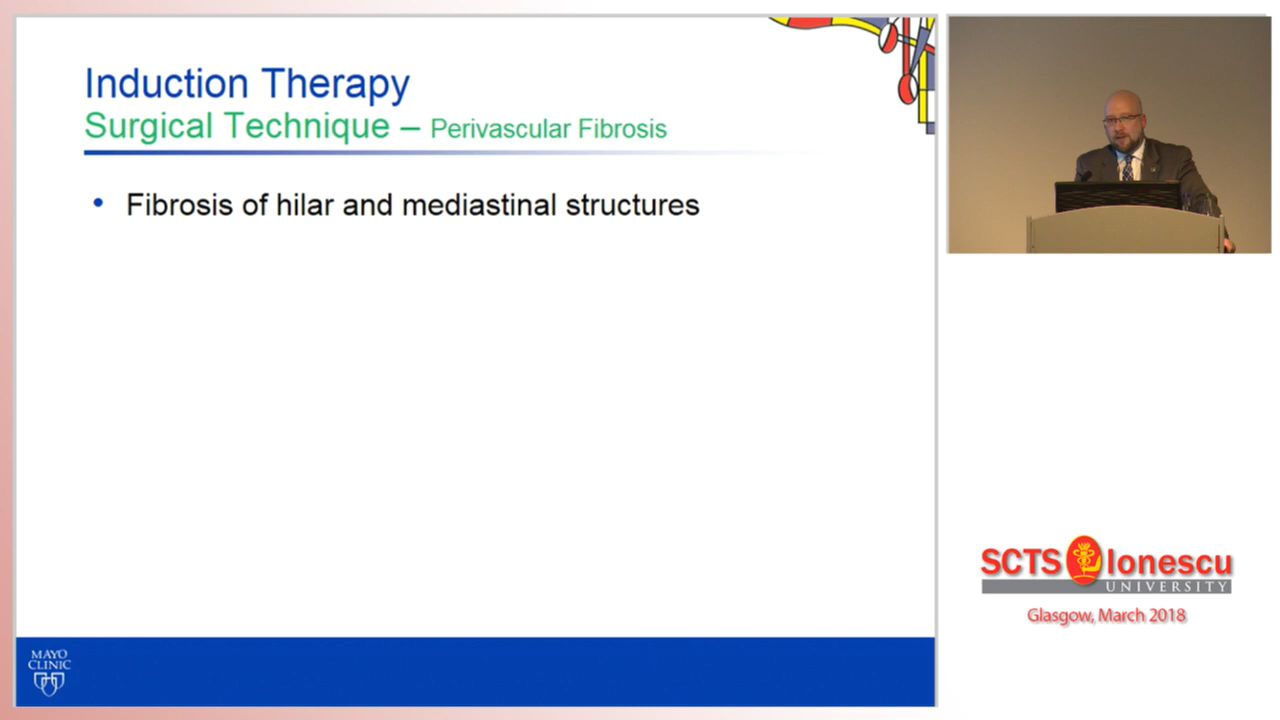 Induction Therapy
Surgical Technique – Perivascular Fibrosis
• Fibrosis of hilar and mediastinal structures
MAYO
CLINIC
SCTS Ionescu
UNIVERSITY
Glasgow, March 2018